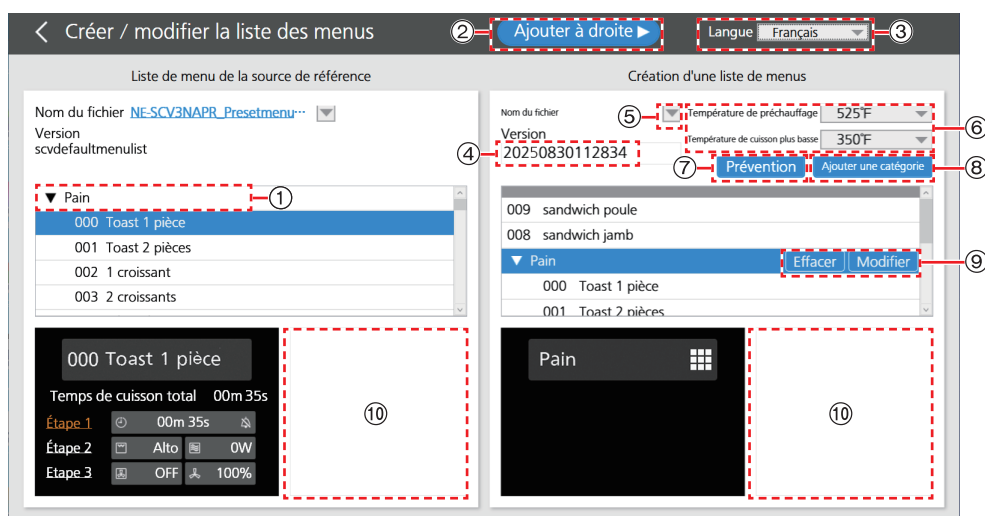 Créer / modifier la liste des menus
②
Ajouter à droite ▶
Langue Français
③
Liste de menu de la source de référence
Nom du fichier NE-SCV3NAPR_Presetmenu…
Version
scvdefaultmenulist
▼ Pain
①
000 Toast 1 pièce
001 Toast 2 pièces
002 1 croissant
003 2 croissants
000 Toast 1 pièce
Temps de cuisson total 00m 35s
Étape 1 00m 35s
Étape 2 Alto 0W
Etape 3 OFF 100%
⑩
Création d'une liste de menus
Nom du fichier
⑤
Température de préchauffage 525°F
⑥
Version
④
20250830112834
Température de cuisson plus basse 350°F
⑦
Prévention
Ajouter une catégorie
⑧
009 sandwich poule
008 sandwich jamb
▼ Pain
Effacer Modifier
⑨
000 Toast 1 pièce
001 Toast 2 pièces
Pain
⑩